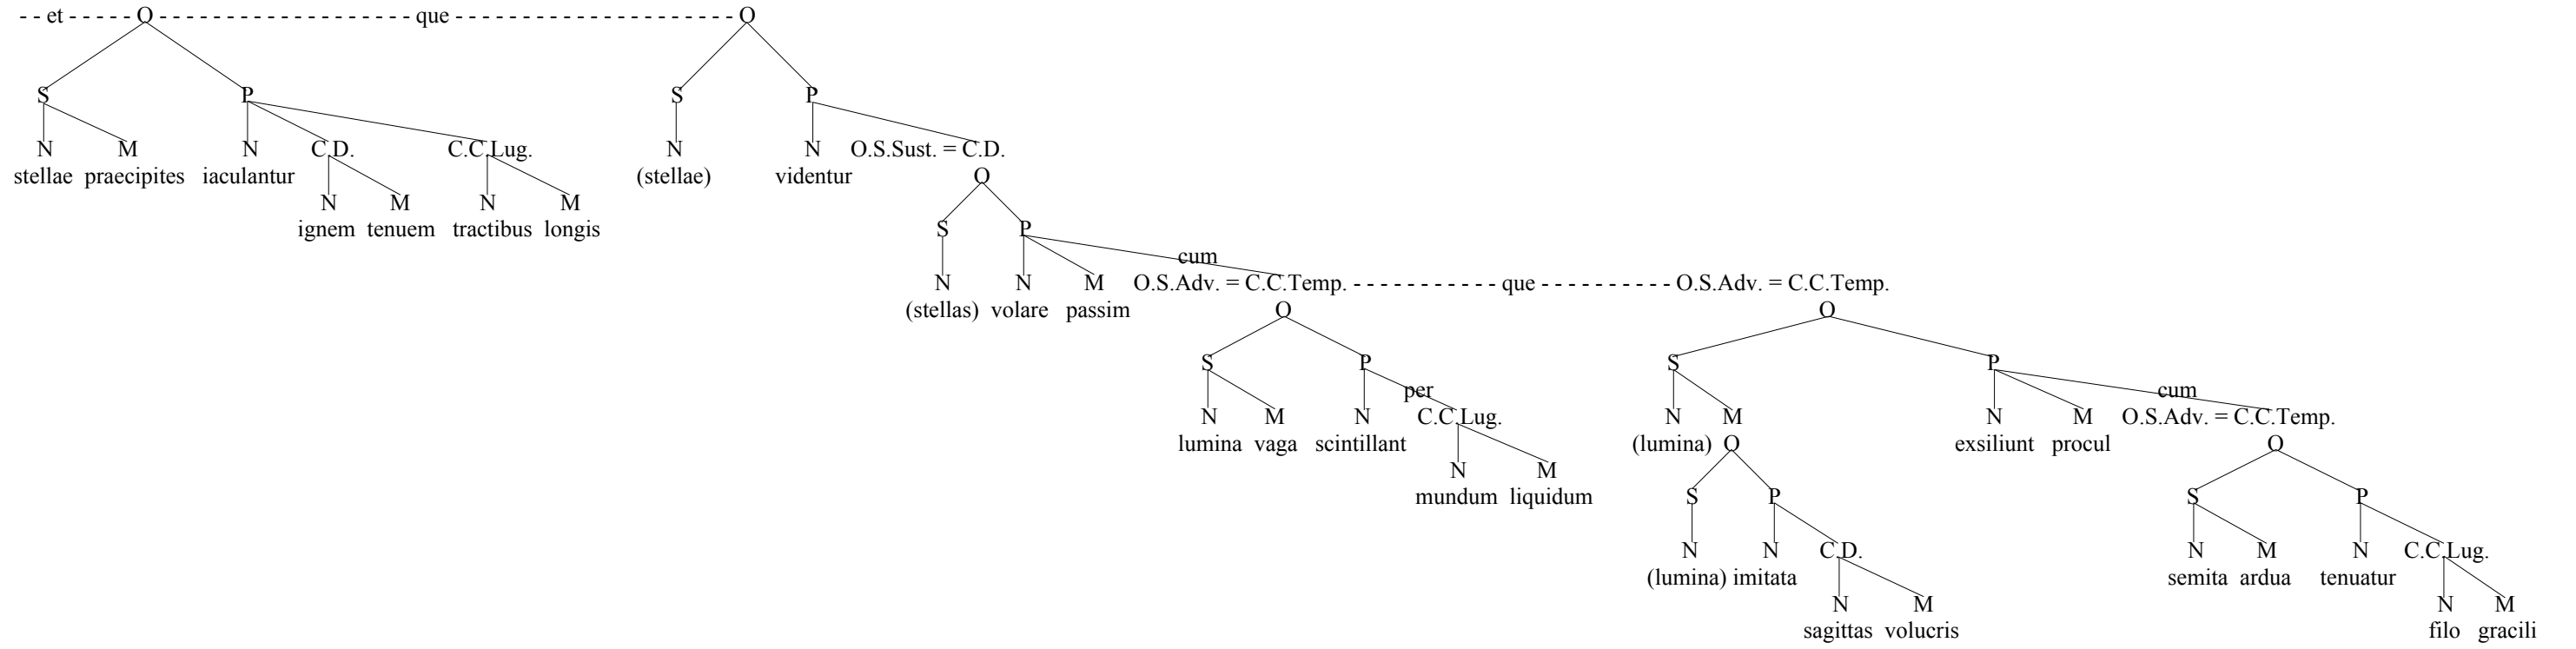 - - et - - - - - O - - - - - - - - - - - - - - - - - - - - - que - - - - - - - - - - - - - - - - - - - - - - - O
S P S P
N M N C.D. C.C.Lug. N N O.S.Sust. = C.D.
stellae praecipites iaculantur (stellae) videntur O
N M N M
ignem tenuem tractibus longis S P
cum
N N M O.S.Adv. = C.C.Temp. - - - - - - - - - - - que - - - - - - - - - - O.S.Adv. = C.C.Temp.
(stellas) volare passim O O
S P S P
per cum
N M N C.C.Lug. N M N M O.S.Adv. = C.C.Temp.
lumina vaga scintillant (lumina) O exsiliunt procul O
N M
mundum liquidum S P S P
N N C.D. N M N C.C.Lug.
(lumina) imitata semita ardua tenuatur
N M N M
sagittas volucris filo gracili